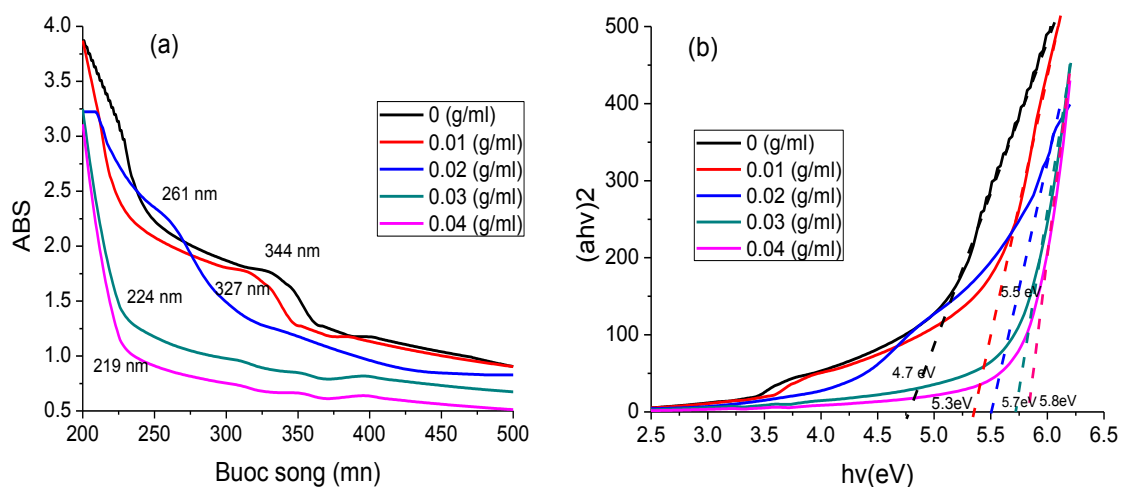 (a)
4.0
3.5
3.0
2.5
2.0
1.5
1.0
0.5
ABS
0 (g/ml)
0.01 (g/ml)
0.02 (g/ml)
0.03 (g/ml)
0.04 (g/ml)
261 nm
344 nm
327 nm
224 nm
219 nm
200 250 300 350 400 450 500
Buoc song (mn)
(b)
500
400
300
200
100
0
(ahv)2
0 (g/ml)
0.01 (g/ml)
0.02 (g/ml)
0.03 (g/ml)
0.04 (g/ml)
5.5 eV
4.7 eV
5.3eV
5.7eV
5.8eV
2.5 3.0 3.5 4.0 4.5 5.0 5.5 6.0 6.5
hv(eV)